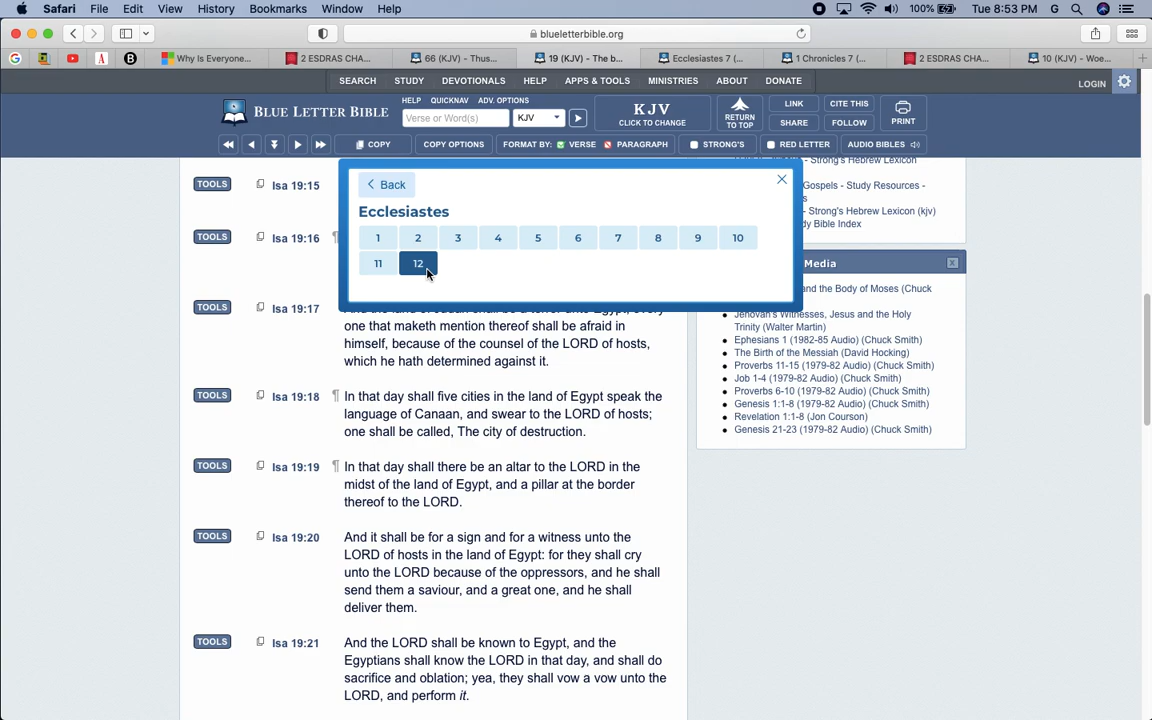 Safari File Edit View History Bookmarks Window Help 100% Tue 8:53 PM G
blueletterbible.org
Why Is Everyone... 2 ESDRAS CHA... 66 (KJV) - Thus... 19 (KJV) - The b... Ecclesiastes 7 (... 1 Chronicles 7 (... 2 ESDRAS CHA... 10 (KJV) - Woe...
SEARCH STUDY DEVOTIONALS HELP APPS & TOOLS MINISTRIES ABOUT DONATE LOGIN
BLUE LETTER BIBLE
HELP QUICKNAV ADV. OPTIONS
Verse or Word(s) KJV
KJV
CLICK TO CHANGE
RETURN
TO TOP
LINK CITE THIS
SHARE FOLLOW
PRINT
COPY COPY OPTIONS FORMAT BY: VERSE PARAGRAPH STRONG'S RED LETTER AUDIO BIBLES
Back
Ecclesiastes
1 2 3 4 5 6 7 8 9 10
11 12
TOOLS Isa 19:15
TOOLS Isa 19:16 ¶
TOOLS Isa 19:17 And the land of Judah shall be a terror unto Egypt, every
one that maketh mention thereof shall be afraid in
himself, because of the counsel of the LORD of hosts,
which he hath determined against it.
TOOLS Isa 19:18 ¶ In that day shall five cities in the land of Egypt speak the
language of Canaan, and swear to the LORD of hosts;
one shall be called, The city of destruction.
TOOLS Isa 19:19 ¶ In that day shall there be an altar to the LORD in the
midst of the land of Egypt, and a pillar at the border
thereof to the LORD.
TOOLS Isa 19:20 And it shall be for a sign and for a witness unto the
LORD of hosts in the land of Egypt: for they shall cry
unto the LORD because of the oppressors, and he shall
send them a saviour, and a great one, and he shall
deliver them.
TOOLS Isa 19:21 And the LORD shall be known to Egypt, and the
Egyptians shall know the LORD in that day, and shall do
sacrifice and oblation; yea, they shall vow a vow unto the
LORD, and perform it.
- Strong's Hebrew Lexicon
Gospels - Study Resources -
- Strong's Hebrew Lexicon (kjv)
Bible Index
Media
and the Body of Moses (Chuck
Jehovah's Witnesses, Jesus and the Holy
Trinity (Walter Martin)
Ephesians 1 (1982-85 Audio) (Chuck Smith)
The Birth of the Messiah (David Hocking)
Proverbs 11-15 (1979-82 Audio) (Chuck Smith)
Job 1-4 (1979-82 Audio) (Chuck Smith)
Proverbs 6-10 (1979-82 Audio) (Chuck Smith)
Genesis 1:1-8 (1979-82 Audio) (Chuck Smith)
Revelation 1:1-8 (Jon Courson)
Genesis 21-23 (1979-82 Audio) (Chuck Smith)